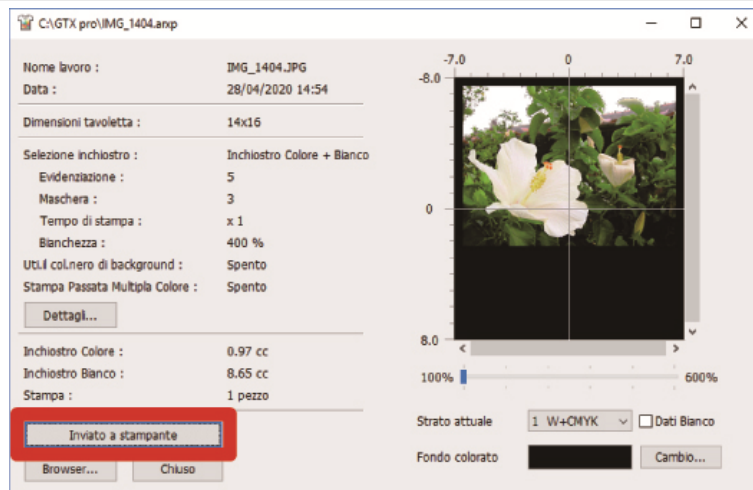 C:\GTX pro\IMG_1404.arxp
Nome lavoro : IMG_1404.JPG
Data : 28/04/2020 14:54
Dimensioni tavoletta : 14x16
Selezione inchiostro : Inchiostro Colore + Bianco
Evidenziazione : 5
Maschera : 3
Tempo di stampa : x 1
Bianchezza : 400 %
Uti.il col.nero di background : Spento
Stampa Passata Multipla Colore : Spento
Dettagli...
Inchiostro Colore : 0.97 cc
Inchiostro Bianco : 8.65 cc
Stampa : 1 pezzo
Inviato a stampante
Browser... Chiuso
-7.0 0 7.0
-8.0
0
8.0
100% 600%
Strato attuale 1 W+CMYK Dati Bianco
Fondo colorato Cambio...